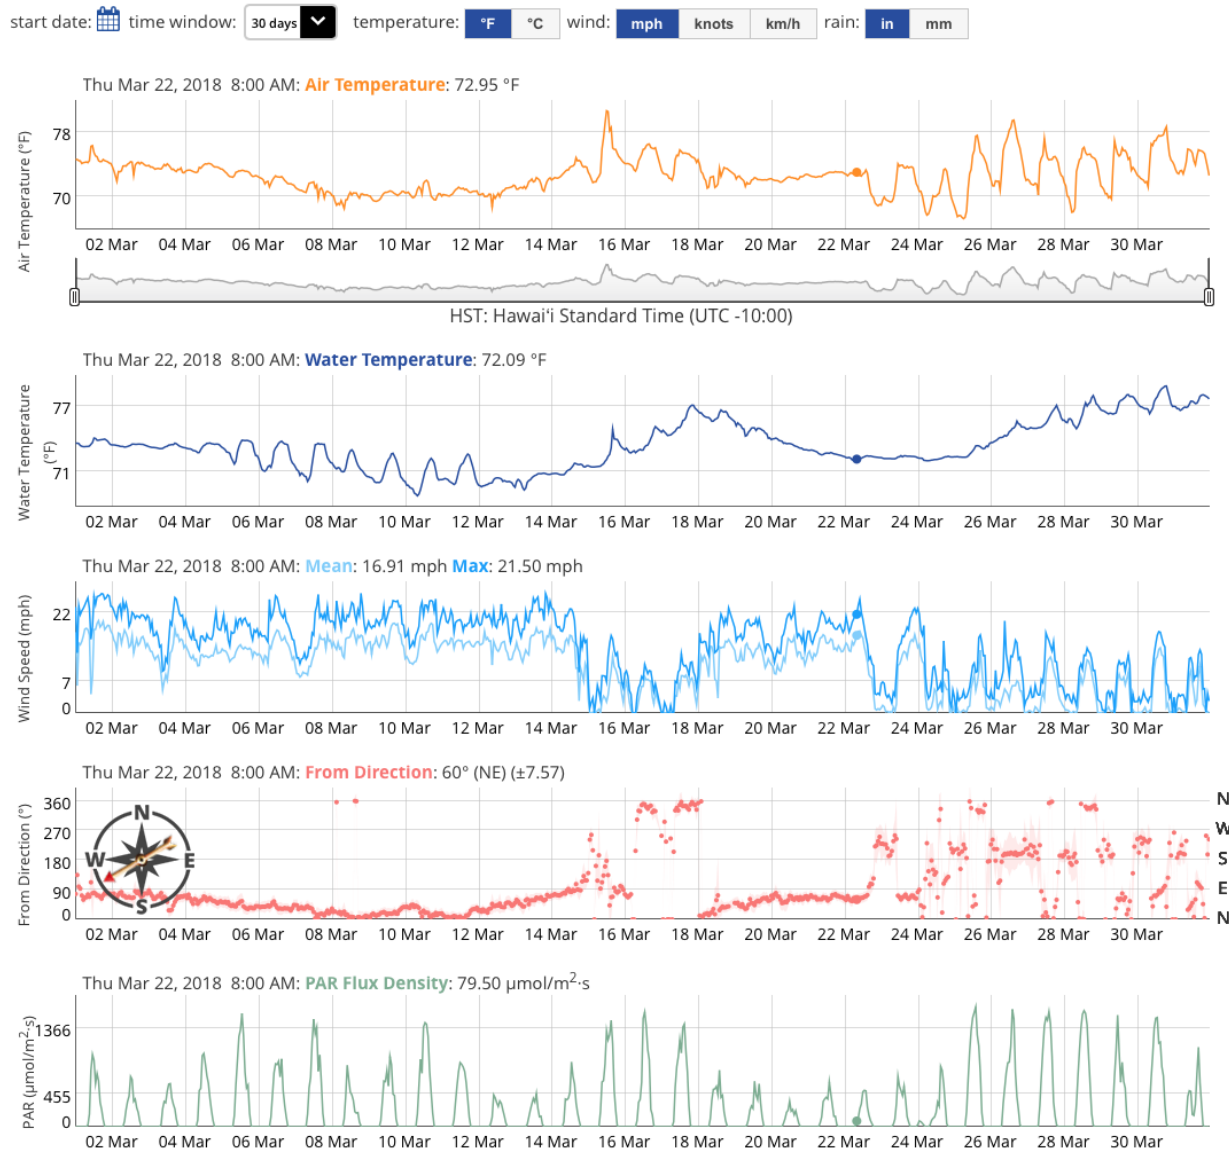 start date: time window: 30 days temperature: °F °C wind: mph knots km/h rain: in mm
Thu Mar 22, 2018 8:00 AM: Air Temperature: 72.95 °F
Air Temperature (°F)
78
70
02 Mar 04 Mar 06 Mar 08 Mar 10 Mar 12 Mar 14 Mar 16 Mar 18 Mar 20 Mar 22 Mar 24 Mar 26 Mar 28 Mar 30 Mar
HST: Hawaiʻi Standard Time (UTC -10:00)
Thu Mar 22, 2018 8:00 AM: Water Temperature: 72.09 °F
Water Temperature
(°F)
77
71
02 Mar 04 Mar 06 Mar 08 Mar 10 Mar 12 Mar 14 Mar 16 Mar 18 Mar 20 Mar 22 Mar 24 Mar 26 Mar 28 Mar 30 Mar
Thu Mar 22, 2018 8:00 AM: Mean: 16.91 mph Max: 21.50 mph
Wind Speed (mph)
22
7
0
02 Mar 04 Mar 06 Mar 08 Mar 10 Mar 12 Mar 14 Mar 16 Mar 18 Mar 20 Mar 22 Mar 24 Mar 26 Mar 28 Mar 30 Mar
Thu Mar 22, 2018 8:00 AM: From Direction: 60° (NE) (±7.57)
From Direction (°)
360 N
270 W
180 S
90 E
0 N
N
W E
S
02 Mar 04 Mar 06 Mar 08 Mar 10 Mar 12 Mar 14 Mar 16 Mar 18 Mar 20 Mar 22 Mar 24 Mar 26 Mar 28 Mar 30 Mar
Thu Mar 22, 2018 8:00 AM: PAR Flux Density: 79.50 μmol/m²·s
PAR (μmol/m²·s)
1366
455
0
02 Mar 04 Mar 06 Mar 08 Mar 10 Mar 12 Mar 14 Mar 16 Mar 18 Mar 20 Mar 22 Mar 24 Mar 26 Mar 28 Mar 30 Mar